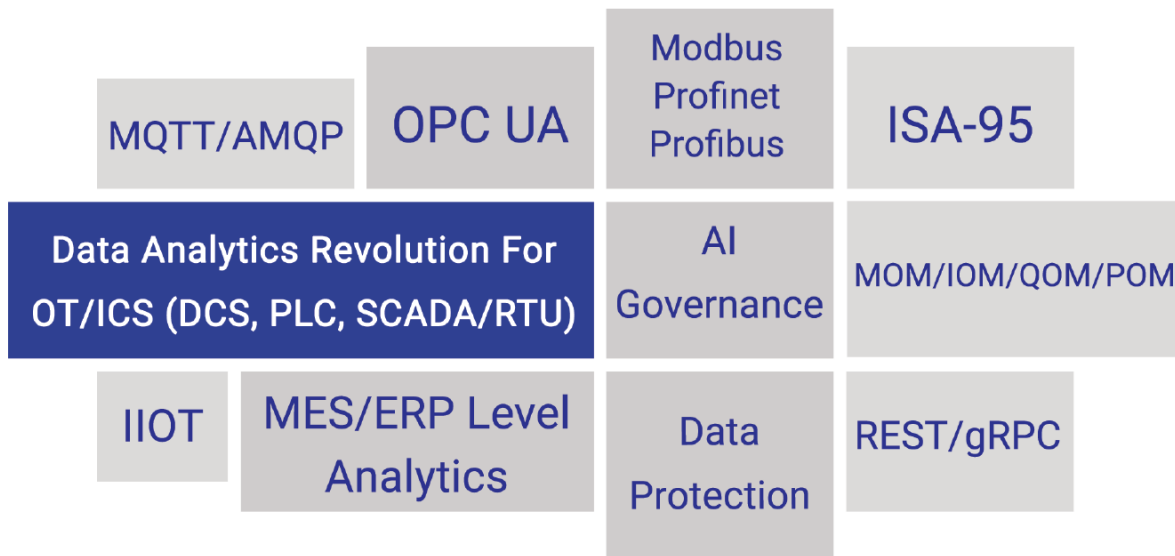 MQTT/AMQP
OPC UA
Modbus
Profinet
Profibus
ISA-95
Data Analytics Revolution For
OT/ICS (DCS, PLC, SCADA/RTU)
AI
Governance
MOM/IOM/QOM/POM
IIOT
MES/ERP Level
Analytics
Data
Protection
REST/gRPC